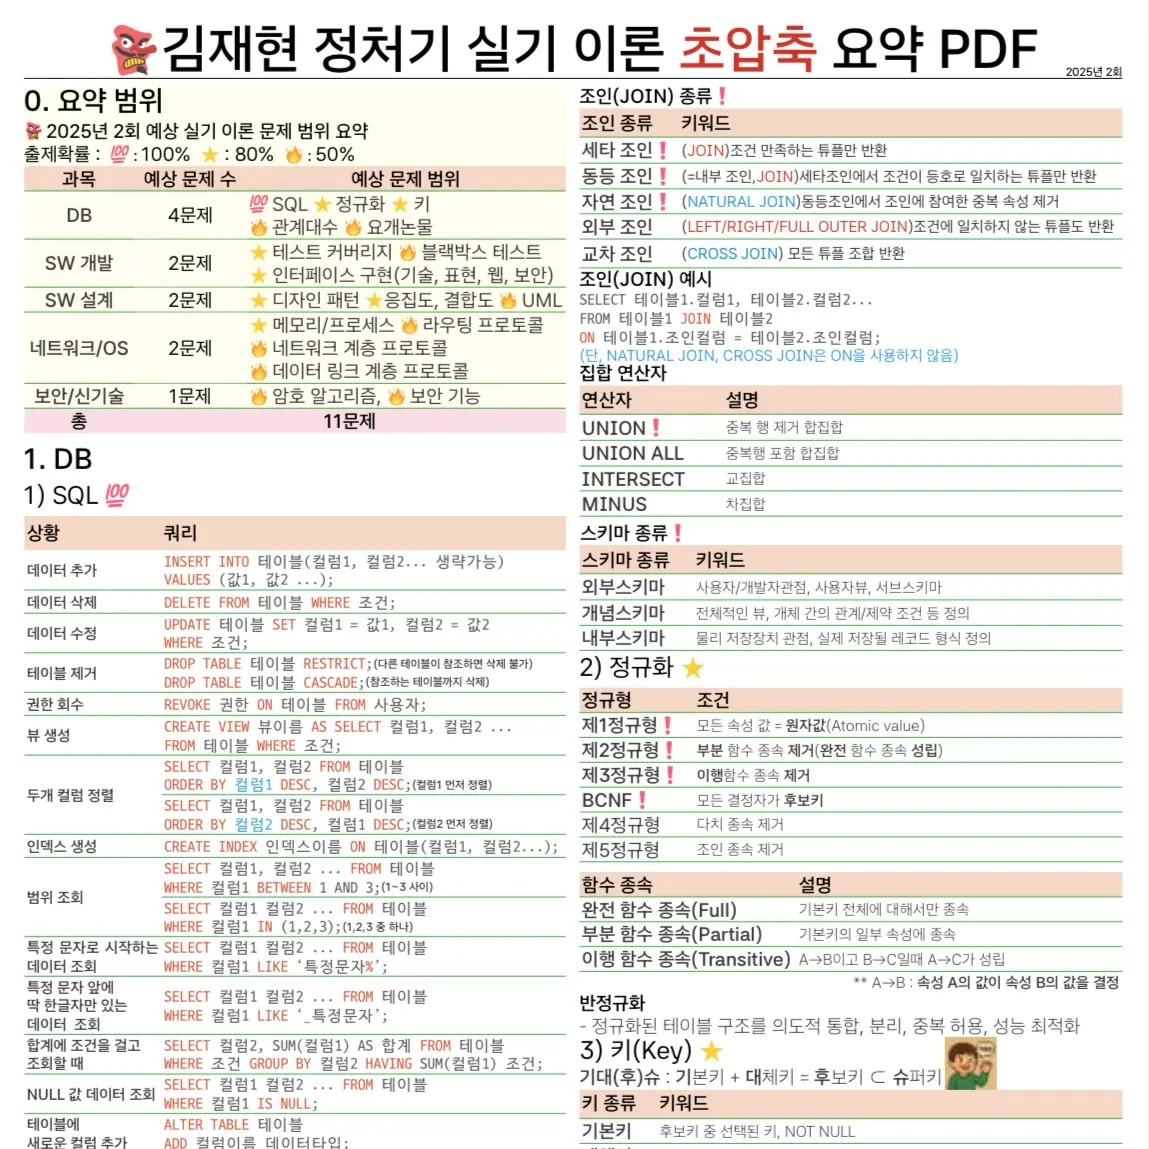 김재현 정처기 실기 이론 초압축 요약 PDF
2025년 2회
0. 요약 범위
2025년 2회 예상 실기 이론 문제 범위 요약
출제확률 : 💯 : 100% ⭐ : 80% 🔥 : 50%
과목 예상 문제 수 예상 문제 범위
DB 4문제
💯 SQL ⭐ 정규화 ⭐ 키
🔥 관계대수 🔥 요개논물
SW 개발 2문제
⭐ 테스트 커버리지 🔥 블랙박스 테스트
⭐ 인터페이스 구현(기술, 표현, 웹, 보안)
SW 설계 2문제 ⭐ 디자인 패턴 ⭐응집도, 결합도 🔥 UML
네트워크/OS 2문제
⭐ 메모리/프로세스 🔥 라우팅 프로토콜
🔥 네트워크 계층 프로토콜
🔥 데이터 링크 계층 프로토콜
보안/신기술 1문제 🔥 암호 알고리즘, 🔥 보안 기능
총 11문제
1. DB
1) SQL 💯
상황 쿼리
데이터 추가
INSERT INTO 테이블(컬럼1, 컬럼2... 생략가능)
VALUES (값1, 값2 ...);
데이터 삭제 DELETE FROM 테이블 WHERE 조건;
데이터 수정
UPDATE 테이블 SET 컬럼1 = 값1, 컬럼2 = 값2
WHERE 조건;
테이블 제거
DROP TABLE 테이블 RESTRICT;(다른 테이블이 참조하면 삭제 불가)
DROP TABLE 테이블 CASCADE;(참조하는 테이블까지 삭제)
권한 회수 REVOKE 권한 ON 테이블 FROM 사용자;
뷰 생성
CREATE VIEW 뷰이름 AS SELECT 컬럼1, 컬럼2 ...
FROM 테이블 WHERE 조건;
두개 컬럼 정렬
SELECT 컬럼1, 컬럼2 FROM 테이블
ORDER BY 컬럼1 DESC, 컬럼2 DESC;(컬럼1 먼저 정렬)
SELECT 컬럼1, 컬럼2 FROM 테이블
ORDER BY 컬럼2 DESC, 컬럼1 DESC;(컬럼2 먼저 정렬)
인덱스 생성 CREATE INDEX 인덱스이름 ON 테이블(컬럼1, 컬럼2...);
범위 조회
SELECT 컬럼1, 컬럼2 ... FROM 테이블
WHERE 컬럼1 BETWEEN 1 AND 3;(1~3 사이)
SELECT 컬럼1 컬럼2 ... FROM 테이블
WHERE 컬럼1 IN (1,2,3);(1,2,3 중 하나)
특정 문자로 시작하는
데이터 조회
SELECT 컬럼1 컬럼2 ... FROM 테이블
WHERE 컬럼1 LIKE ‘특정문자%’;
특정 문자 앞에
딱 한글자만 있는
데이터 조회
SELECT 컬럼1 컬럼2 ... FROM 테이블
WHERE 컬럼1 LIKE ‘_특정문자’;
합계에 조건을 걸고
조회할 때
SELECT 컬럼2, SUM(컬럼1) AS 합계 FROM 테이블
WHERE 조건 GROUP BY 컬럼2 HAVING SUM(컬럼1) 조건;
NULL 값 데이터 조회
SELECT 컬럼1 컬럼2 ... FROM 테이블
WHERE 컬럼1 IS NULL;
테이블에
새로운 컬럼 추가
ALTER TABLE 테이블
ADD 컬럼이름 데이터타입;
조인(JOIN) 종류❗
조인 종류 키워드
세타 조인❗ (JOIN)조건 만족하는 튜플만 반환
동등 조인❗ (=내부 조인,JOIN)세타조인에서 조건이 등호로 일치하는 튜플만 반환
자연 조인❗ (NATURAL JOIN)동등조인에서 조인에 참여한 중복 속성 제거
외부 조인 (LEFT/RIGHT/FULL OUTER JOIN)조건에 일치하지 않는 튜플도 반환
교차 조인 (CROSS JOIN) 모든 튜플 조합 반환
조인(JOIN) 예시
SELECT 테이블1.컬럼1, 테이블2.컬럼2...
FROM 테이블1 JOIN 테이블2
ON 테이블1.조인컬럼 = 테이블2.조인컬럼;
(단, NATURAL JOIN, CROSS JOIN은 ON을 사용하지 않음)
집합 연산자
연산자 설명
UNION❗ 중복 행 제거 합집합
UNION ALL 중복행 포함 합집합
INTERSECT 교집합
MINUS 차집합
스키마 종류❗
스키마 종류 키워드
외부스키마 사용자/개발자관점, 사용자뷰, 서브스키마
개념스키마 전체적인 뷰, 개체 간의 관계/제약 조건 등 정의
내부스키마 물리 저장장치 관점, 실제 저장될 레코드 형식 정의
2) 정규화 ⭐
정규형 조건
제1정규형❗ 모든 속성 값 = 원자값(Atomic value)
제2정규형❗ 부분 함수 종속 제거(완전 함수 종속 성립)
제3정규형❗ 이행함수 종속 제거
BCNF❗ 모든 결정자가 후보키
제4정규형 다치 종속 제거
제5정규형 조인 종속 제거
함수 종속 설명
완전 함수 종속(Full) 기본키 전체에 대해서만 종속
부분 함수 종속(Partial) 기본키의 일부 속성에 종속
이행 함수 종속(Transitive) A→B이고 B→C일때 A→C가 성립
** A→B : 속성 A의 값이 속성 B의 값을 결정
반정규화
- 정규화된 테이블 구조를 의도적 통합, 분리, 중복 허용, 성능 최적화
3) 키(Key) ⭐
기대(후)슈 : 기본키 + 대체키 = 후보키 ⊂ 슈퍼키
키 종류 키워드
기본키 후보키 중 선택된 키, NOT NULL